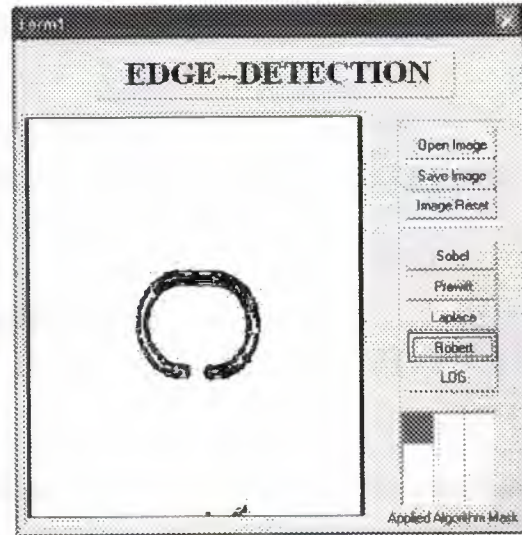 Form1
EDGE--DETECTION
Open Image
Save Image
Image Reset
Sobel
Prewitt
Laplace
Robert
LOG
Applied Algorithm Mask